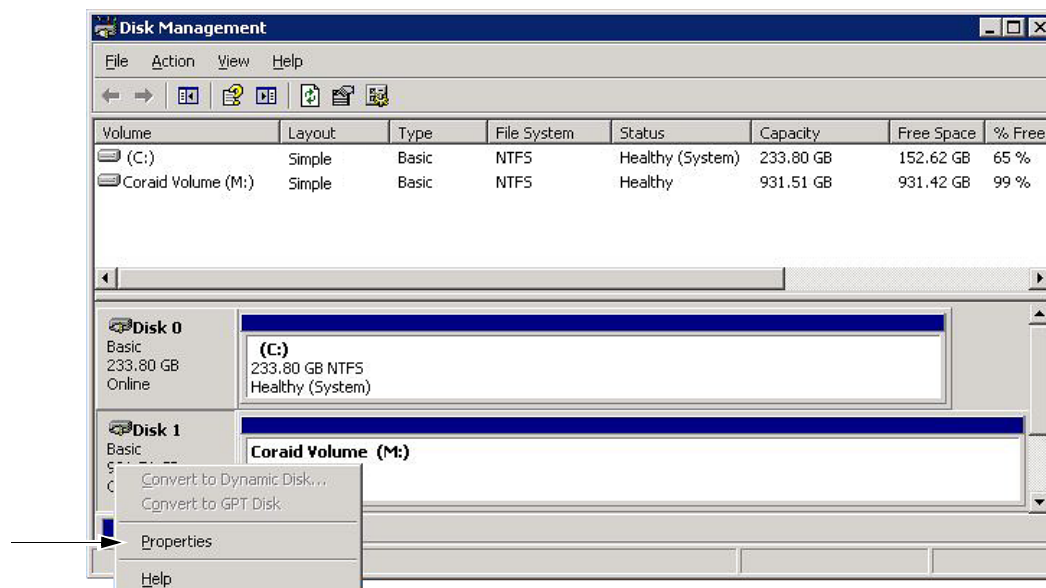 Disk Management
File Action View Help
Volume Layout Type File System Status Capacity Free Space % Free
(C:) Simple Basic NTFS Healthy (System) 233.80 GB 152.62 GB 65 %
Coraid Volume (M:) Simple Basic NTFS Healthy 931.51 GB 931.42 GB 99 %
Disk 0
Basic
233.80 GB
Online
(C:)
233.80 GB NTFS
Healthy (System)
Disk 1
Basic
Coraid Volume (M:)
Convert to Dynamic Disk...
Convert to GPT Disk
Properties
Help